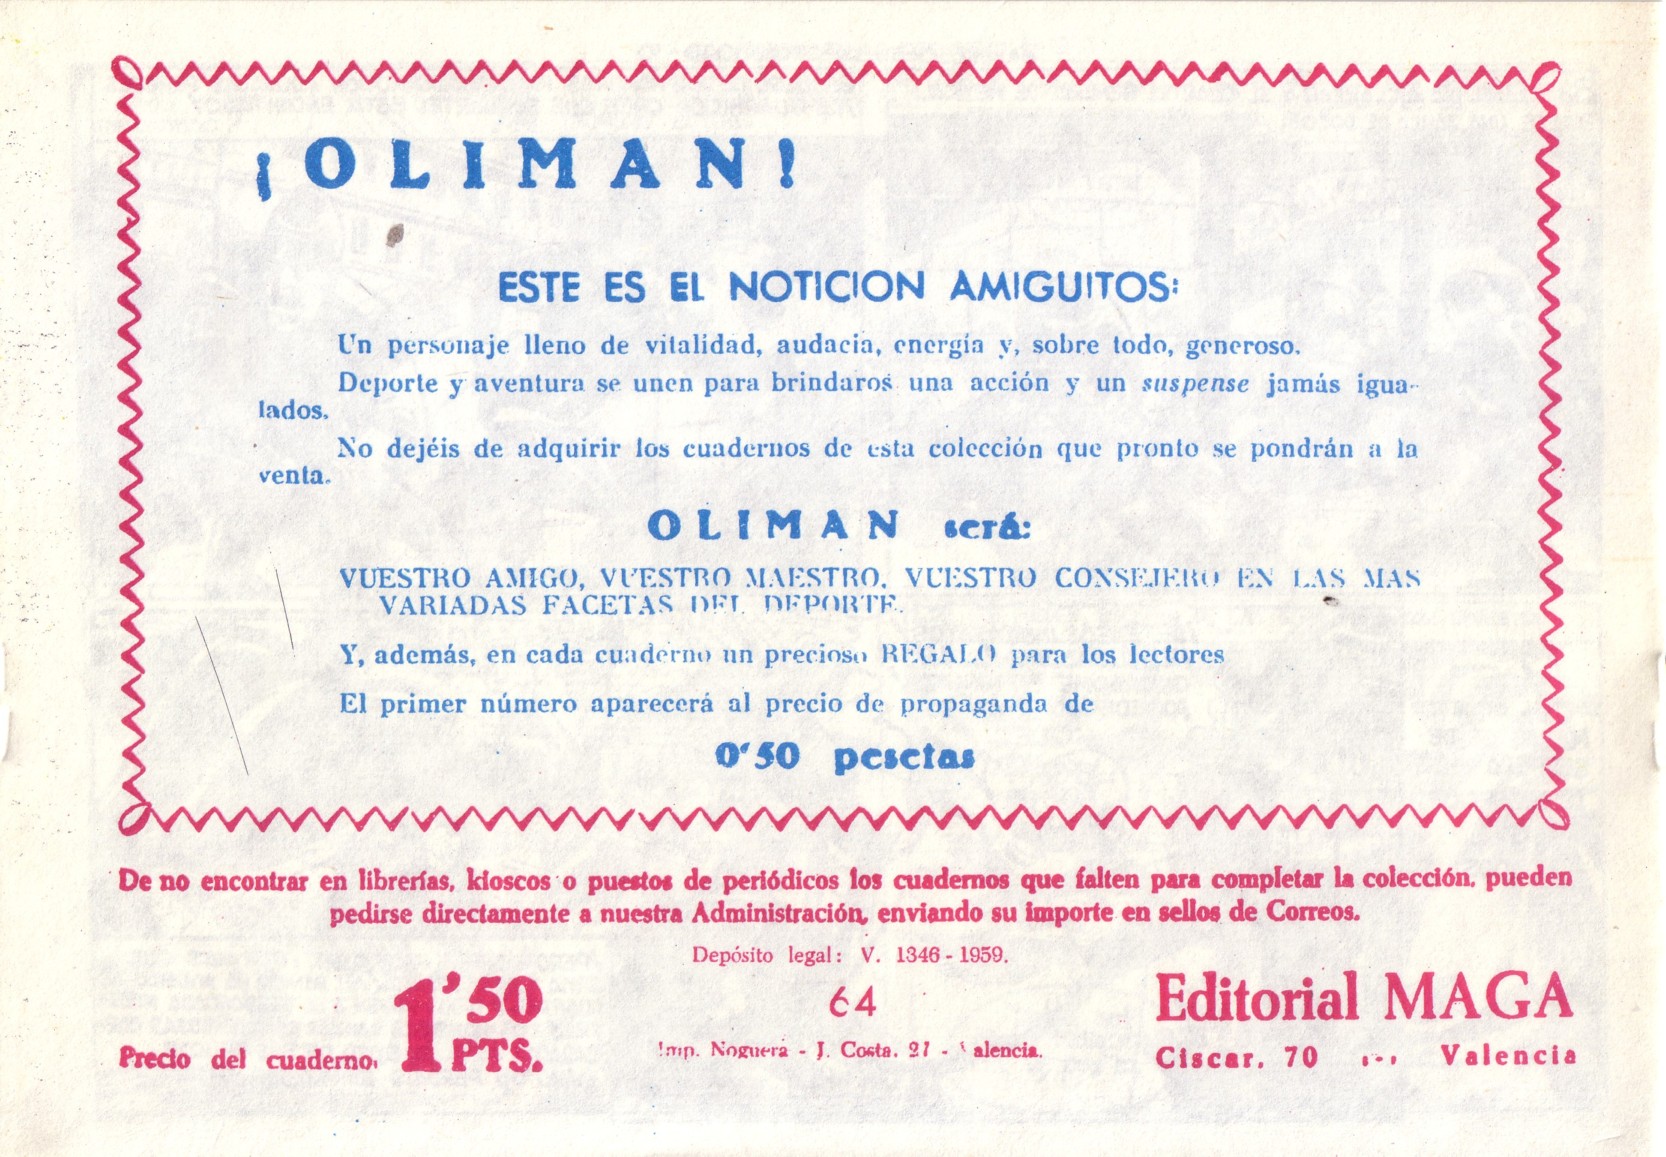 ¡OLIMAN!
ESTE ES EL NOTICION AMIGUITOS:
Un personaje lleno de vitalidad, audacia, energía y, sobre todo, generoso.
Deporte y aventura se unen para brindaros una acción y un suspense jamás igua-
lados.
No dejéis de adquirir los cuadernos de esta colección que pronto se pondrán a la
venta.
OLIMAN será:
VUESTRO AMIGO, VUESTRO MAESTRO, VUESTRO CONSEJERO EN LAS MAS
VARIADAS FACETAS DEL DEPORTE.
Y, además, en cada cuaderno un precioso REGALO para los lectores
El primer número aparecerá al precio de propaganda de
0'50 pesetas
De no encontrar en librerías, kioscos o puestos de periódicos los cuadernos que falten para completar la colección, pueden
pedirse directamente a nuestra Administración, enviando su importe en sellos de Correos.
Depósito legal: V. 1346 - 1959.
64
Imp. Noguera - J. Costa, 27 - Valencia.
Precio del cuaderno: 1'50 PTS.
Editorial MAGA
Ciscar, 70 --- Valencia